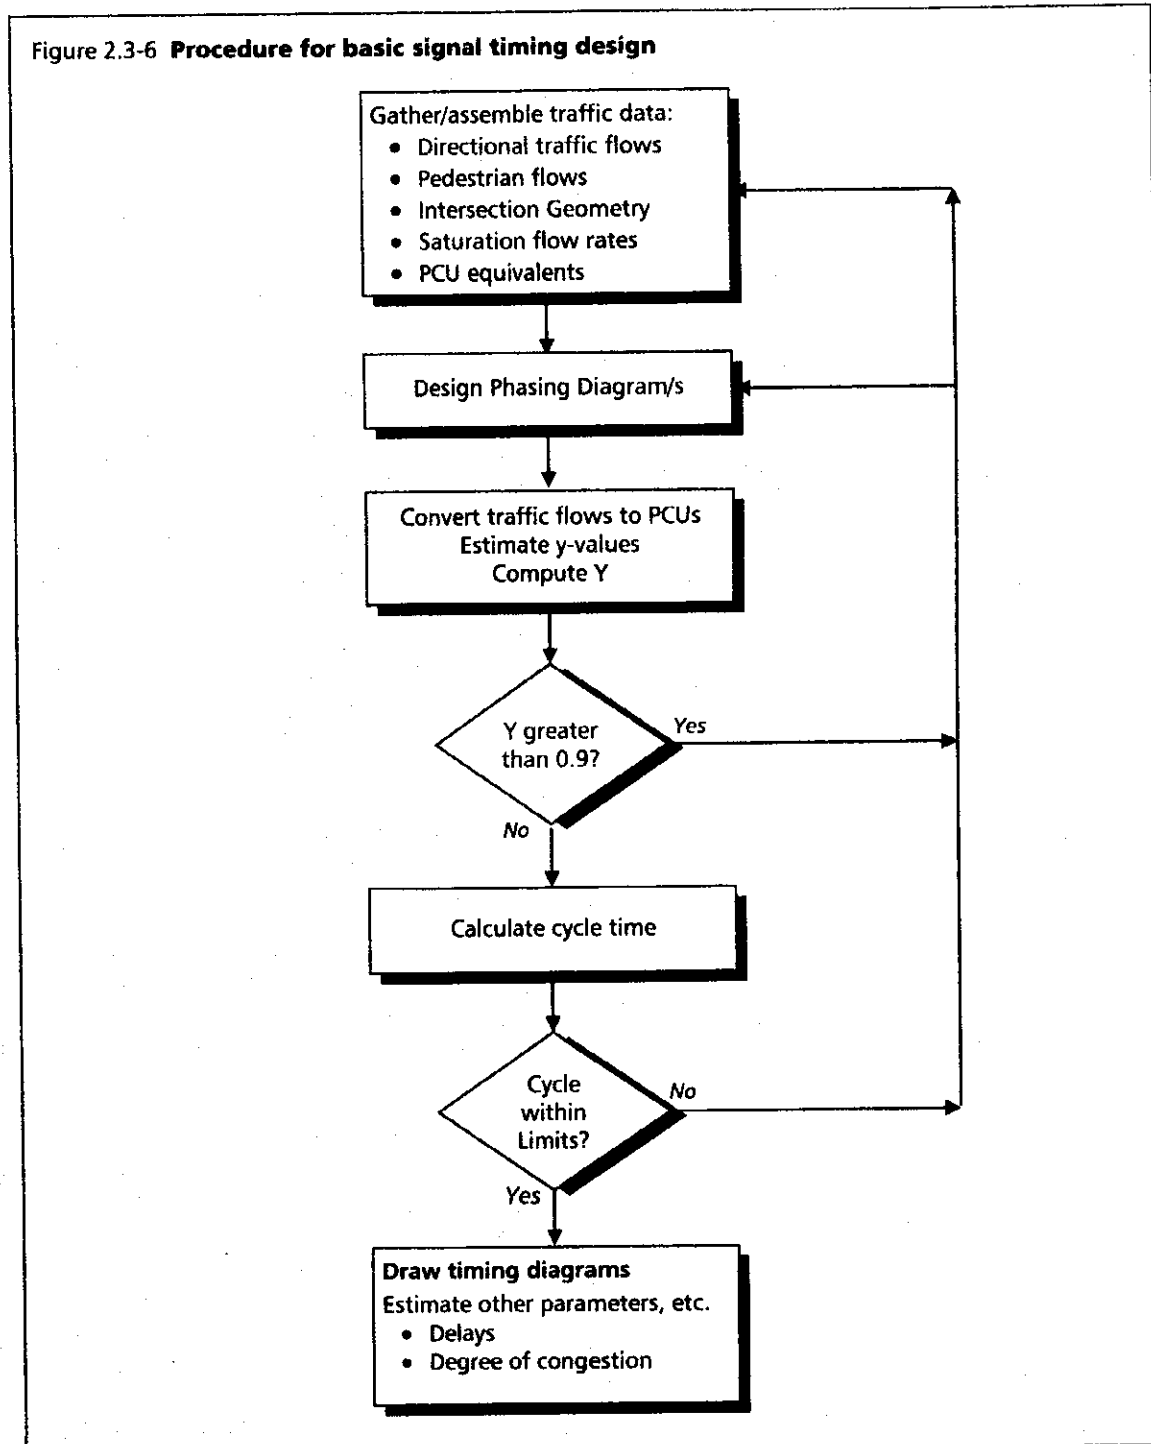 Figure 2.3-6 Procedure for basic signal timing design
Gather/assemble traffic data:
• Directional traffic flows
• Pedestrian flows
• Intersection Geometry
• Saturation flow rates
• PCU equivalents
Design Phasing Diagram/s
Convert traffic flows to PCUs
Estimate y-values
Compute Y
Y greater
than 0.9?
Yes
No
Calculate cycle time
Cycle
within
Limits?
No
Yes
Draw timing diagrams
Estimate other parameters, etc.
• Delays
• Degree of congestion